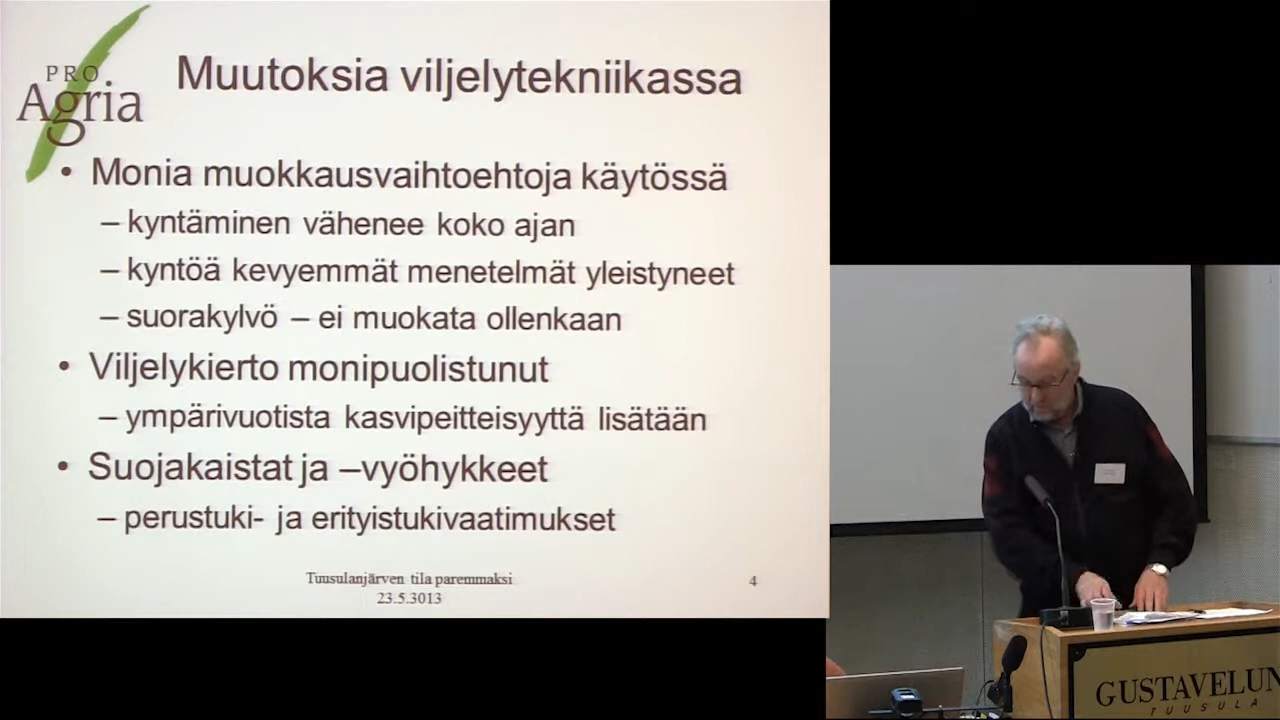 PRO
Agria
Muutoksia viljelytekniikassa
• Monia muokkausvaihtoehtoja käytössä
– kyntäminen vähenee koko ajan
– kyntöä kevyemmät menetelmät yleistyneet
– suorakylvö – ei muokata ollenkaan
• Viljelykierto monipuolistunut
– ympärivuotista kasvipeitteisyyttä lisätään
• Suojakaistat ja –vyöhykkeet
– perustuki- ja erityistukivaatimukset
Tuusulanjärven tila paremmaksi
23.5.3013
4
GUSTAVELUN
TUUSULA